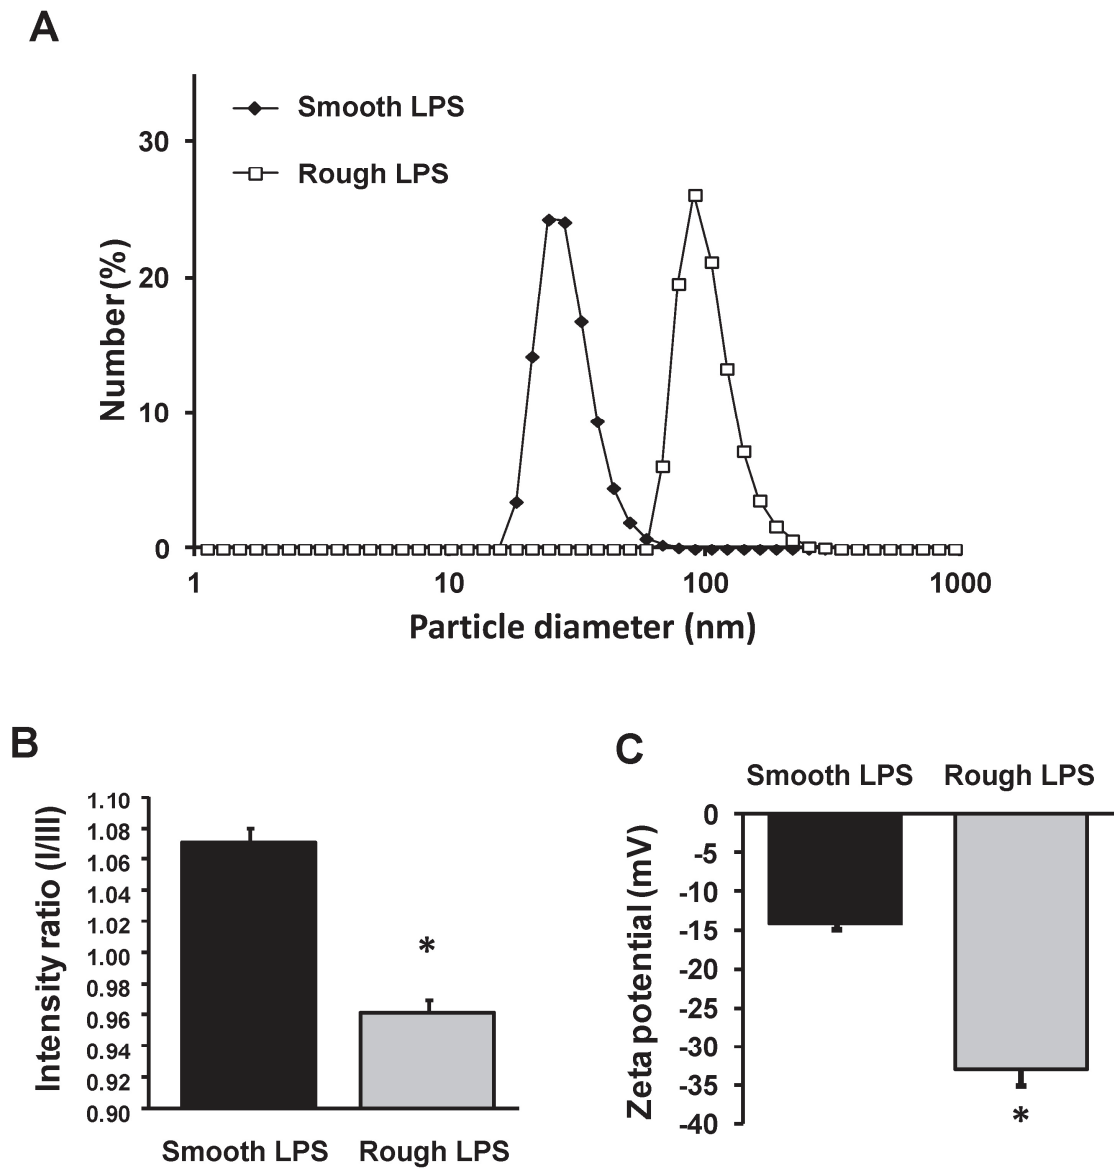 A
Smooth LPS
Rough LPS
30
20
10
0
Number (%)
1 10 100 1000
Particle diameter (nm)
B
1.10
1.08
1.06
1.04
1.02
1.00
0.98
0.96
0.94
0.92
0.90
Intensity ratio (I/III)
*
Smooth LPS Rough LPS
C
Smooth LPS Rough LPS
0
-5
-10
-15
-20
-25
-30
-35
-40
Zeta potential (mV)
*